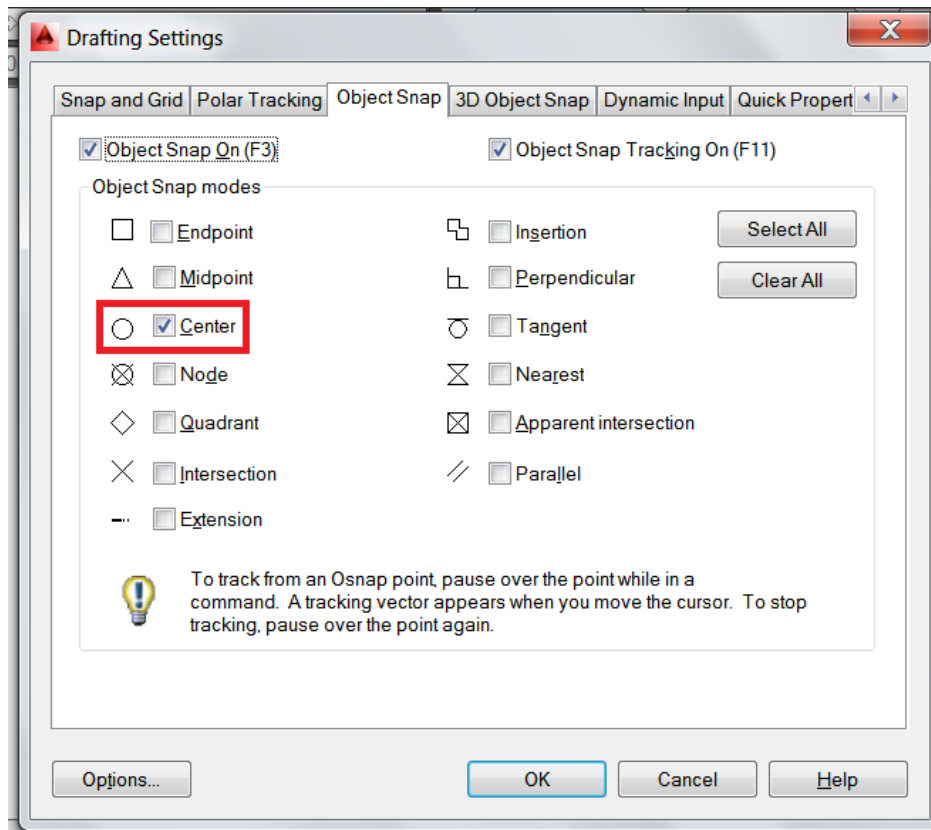 Drafting Settings
X
Snap and Grid Polar Tracking Object Snap 3D Object Snap Dynamic Input Quick Propert
Object Snap On (F3) Object Snap Tracking On (F11)
Object Snap modes
Endpoint Insertion Select All
Midpoint Perpendicular Clear All
Center Tangent
Node Nearest
Quadrant Apparent intersection
Intersection Parallel
Extension
To track from an Osnap point, pause over the point while in a
command. A tracking vector appears when you move the cursor. To stop
tracking, pause over the point again.
Options... OK Cancel Help